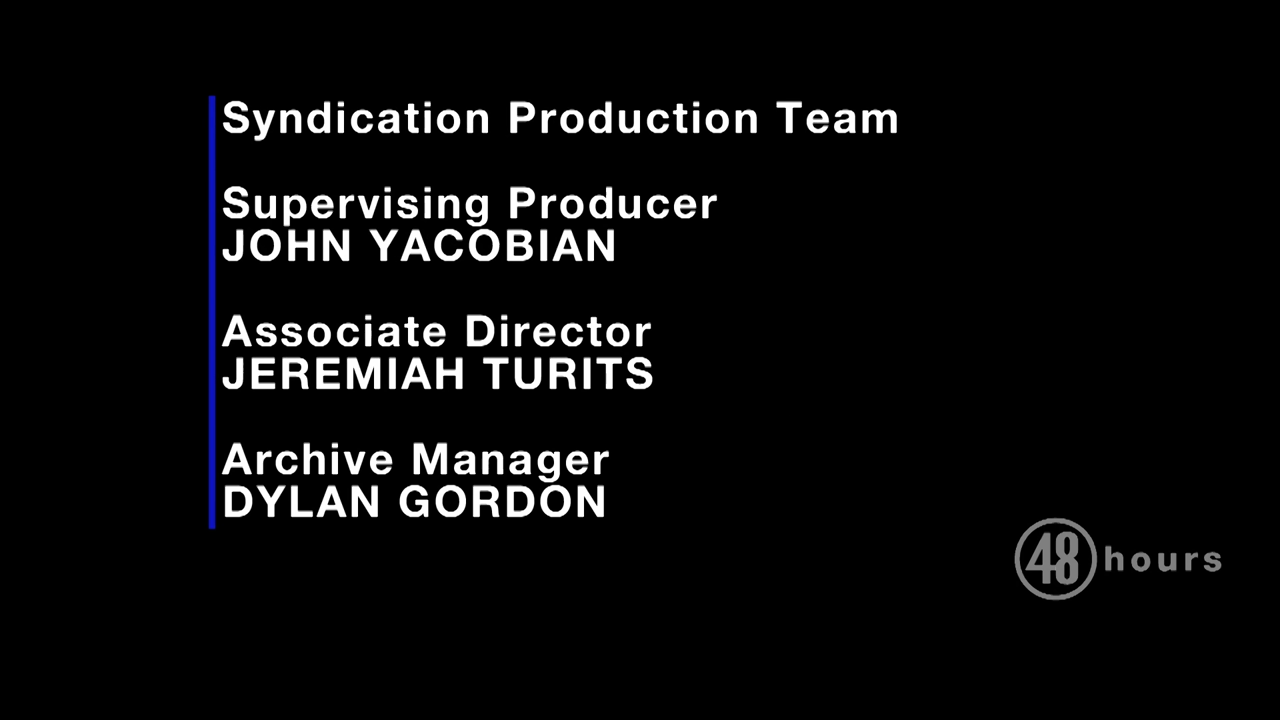 Syndication Production Team
Supervising Producer
JOHN YACOBIAN
Associate Director
JEREMIAH TURITS
Archive Manager
DYLAN GORDON
48 hours